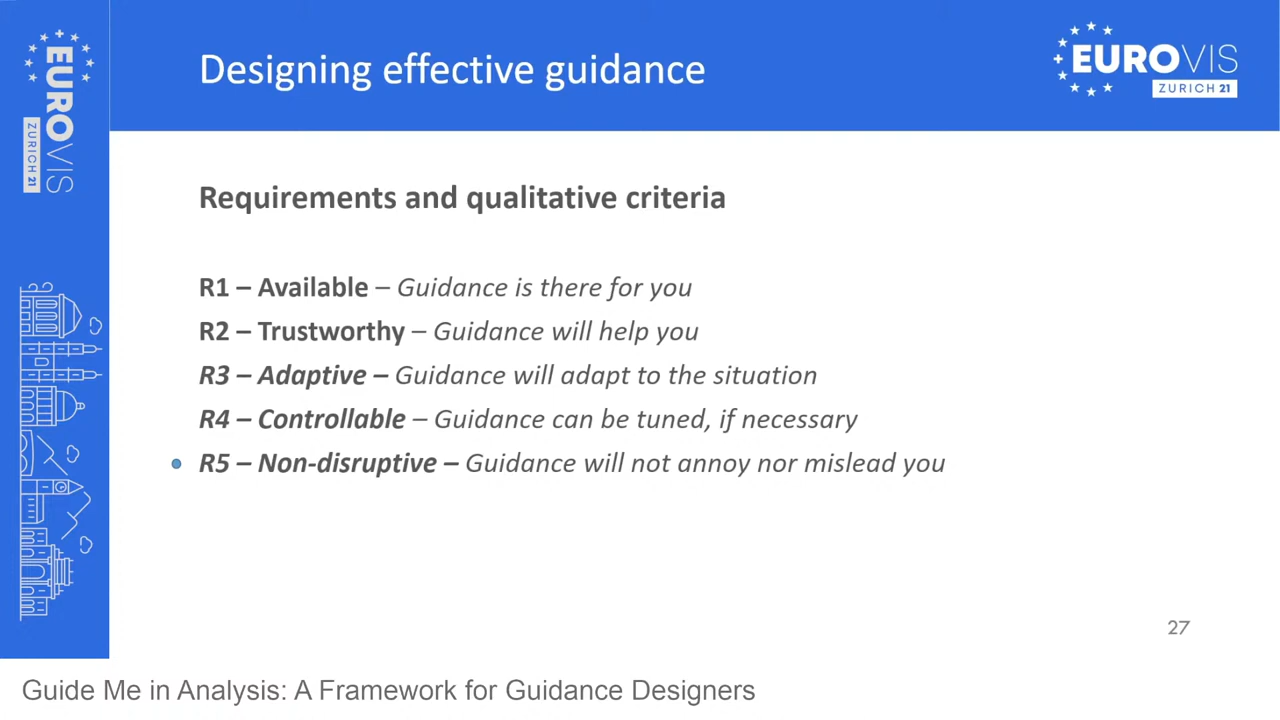 EUROVIS
ZURICH 21
Designing effective guidance
EUROVIS
ZURICH 21
Requirements and qualitative criteria
R1 – Available – Guidance is there for you
R2 – Trustworthy – Guidance will help you
R3 – Adaptive – Guidance will adapt to the situation
R4 – Controllable – Guidance can be tuned, if necessary
R5 – Non-disruptive – Guidance will not annoy nor mislead you
27
Guide Me in Analysis: A Framework for Guidance Designers